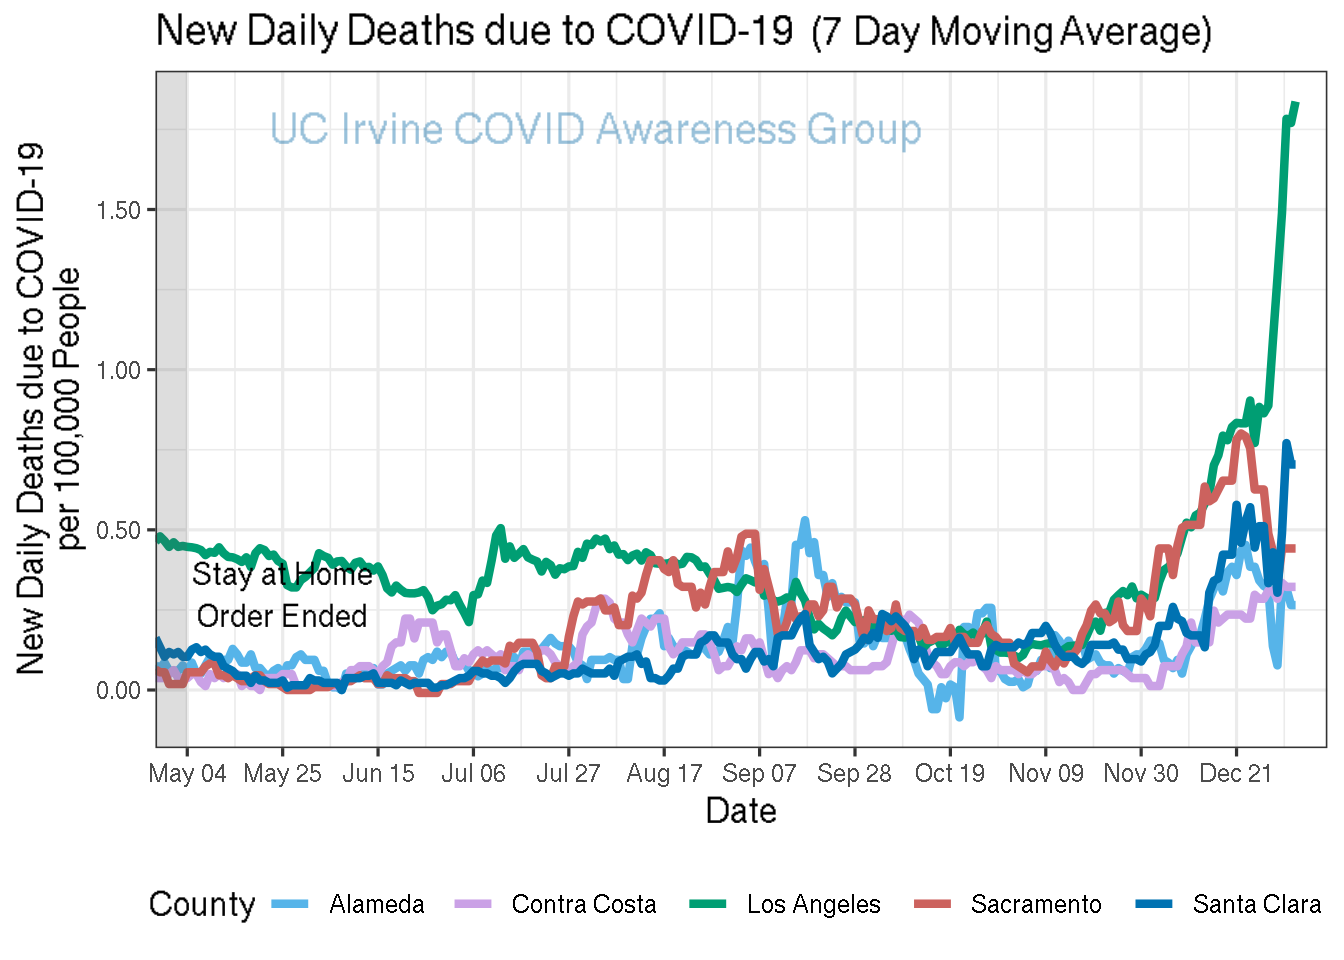 New Daily Deaths due to COVID-19 (7 Day Moving Average)
UC Irvine COVID Awareness Group
New Daily Deaths due to COVID-19
per 100,000 People
1.50
1.00
0.50
0.00
Stay at Home
Order Ended
May 04 May 25 Jun 15 Jul 06 Jul 27 Aug 17 Sep 07 Sep 28 Oct 19 Nov 09 Nov 30 Dec 21
Date
County Alameda Contra Costa Los Angeles Sacramento Santa Clara